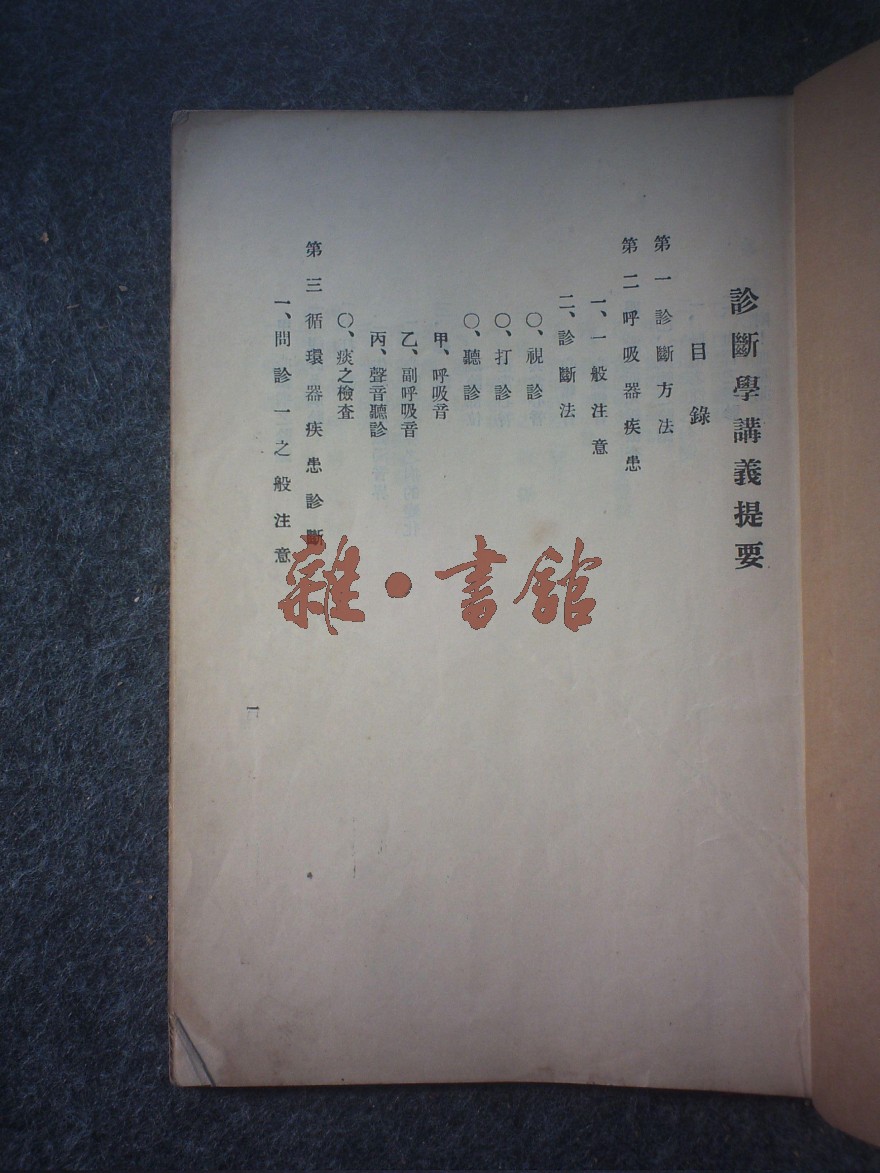 診斷學講義提要
目錄
第一診斷方法
第二呼吸器疾患
一、一般注意
二、診斷法
〇、視診
〇、打診
〇、聽診
甲、呼吸音
乙、副呼吸音
丙、聲音聽診
〇、痰之檢查
第三循環器疾患診斷
一、問診一之般注意
一
雜•書館